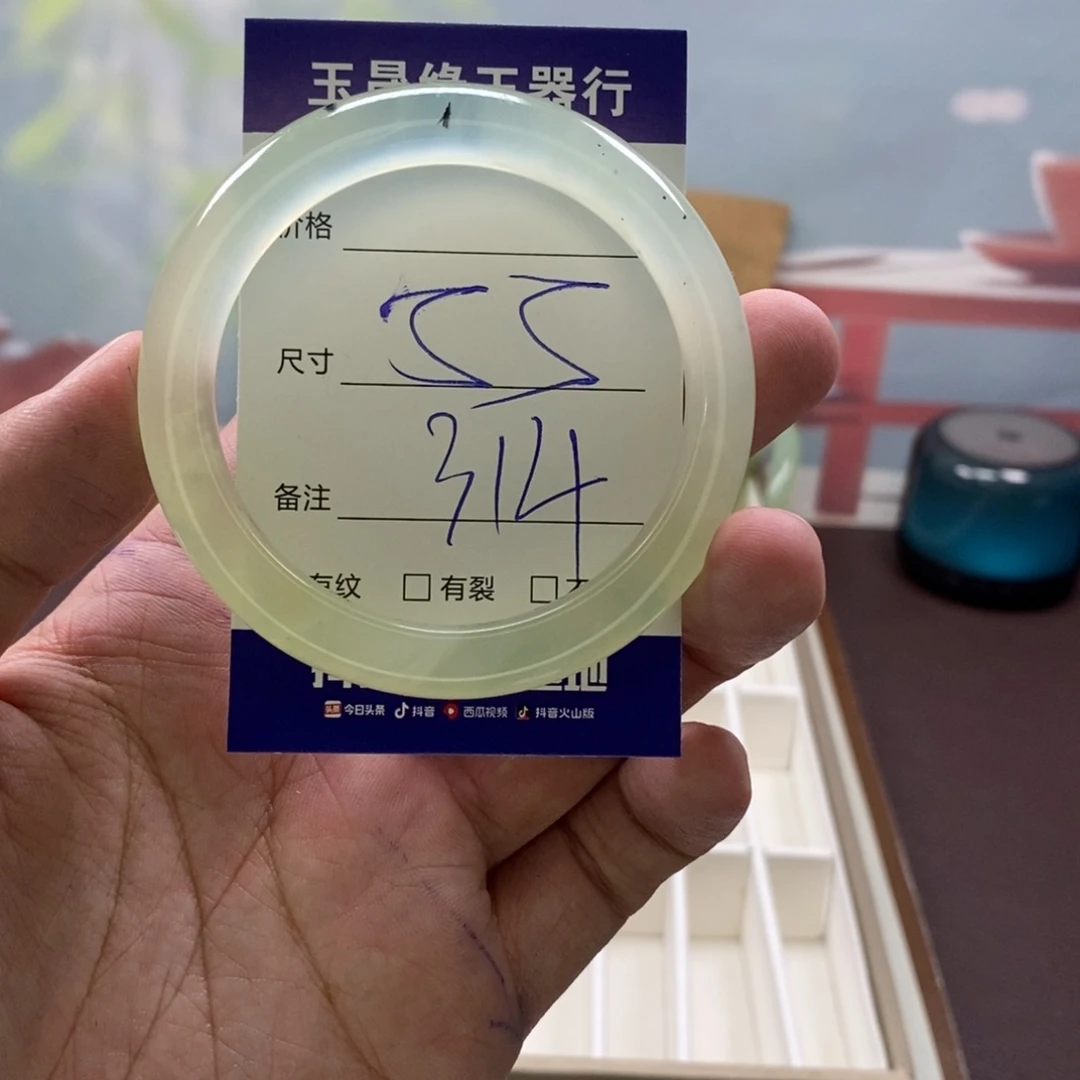 玉晟缘玉器行
价格
尺寸 55
备注 314
有纹 有裂
今日头条 抖音 西瓜视频 抖音火山版